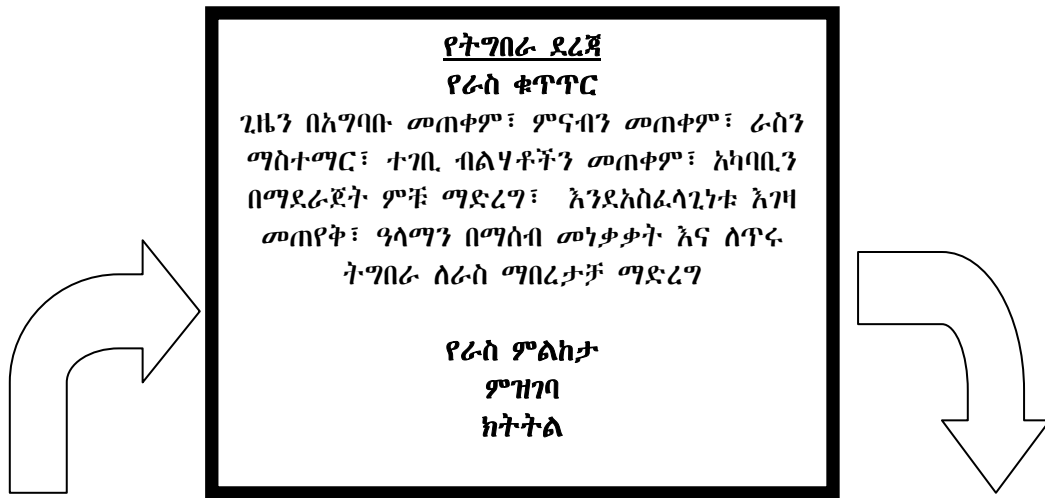 የትግበራ ደረጃ
የራስ ቁጥጥር
ጊዜን በአግባቡ መጠቀም፣ ምናብን መጠቀም፣ ራስን
ማስተማር፣ ተገቢ ብልሃቶችን መጠቀም፣ አካባቢን
በማደራጀት ምቹ ማድረግ፣ እንደአስፈላጊነቱ እገዛ
መጠየቅ፣ ዓላማን በማሰብ መነቃቃት እና ለጥሩ
ትግበራ ለራስ ማበረታቻ ማድረግ
የራስ ምልከታ
ምዝገባ
ክትትል